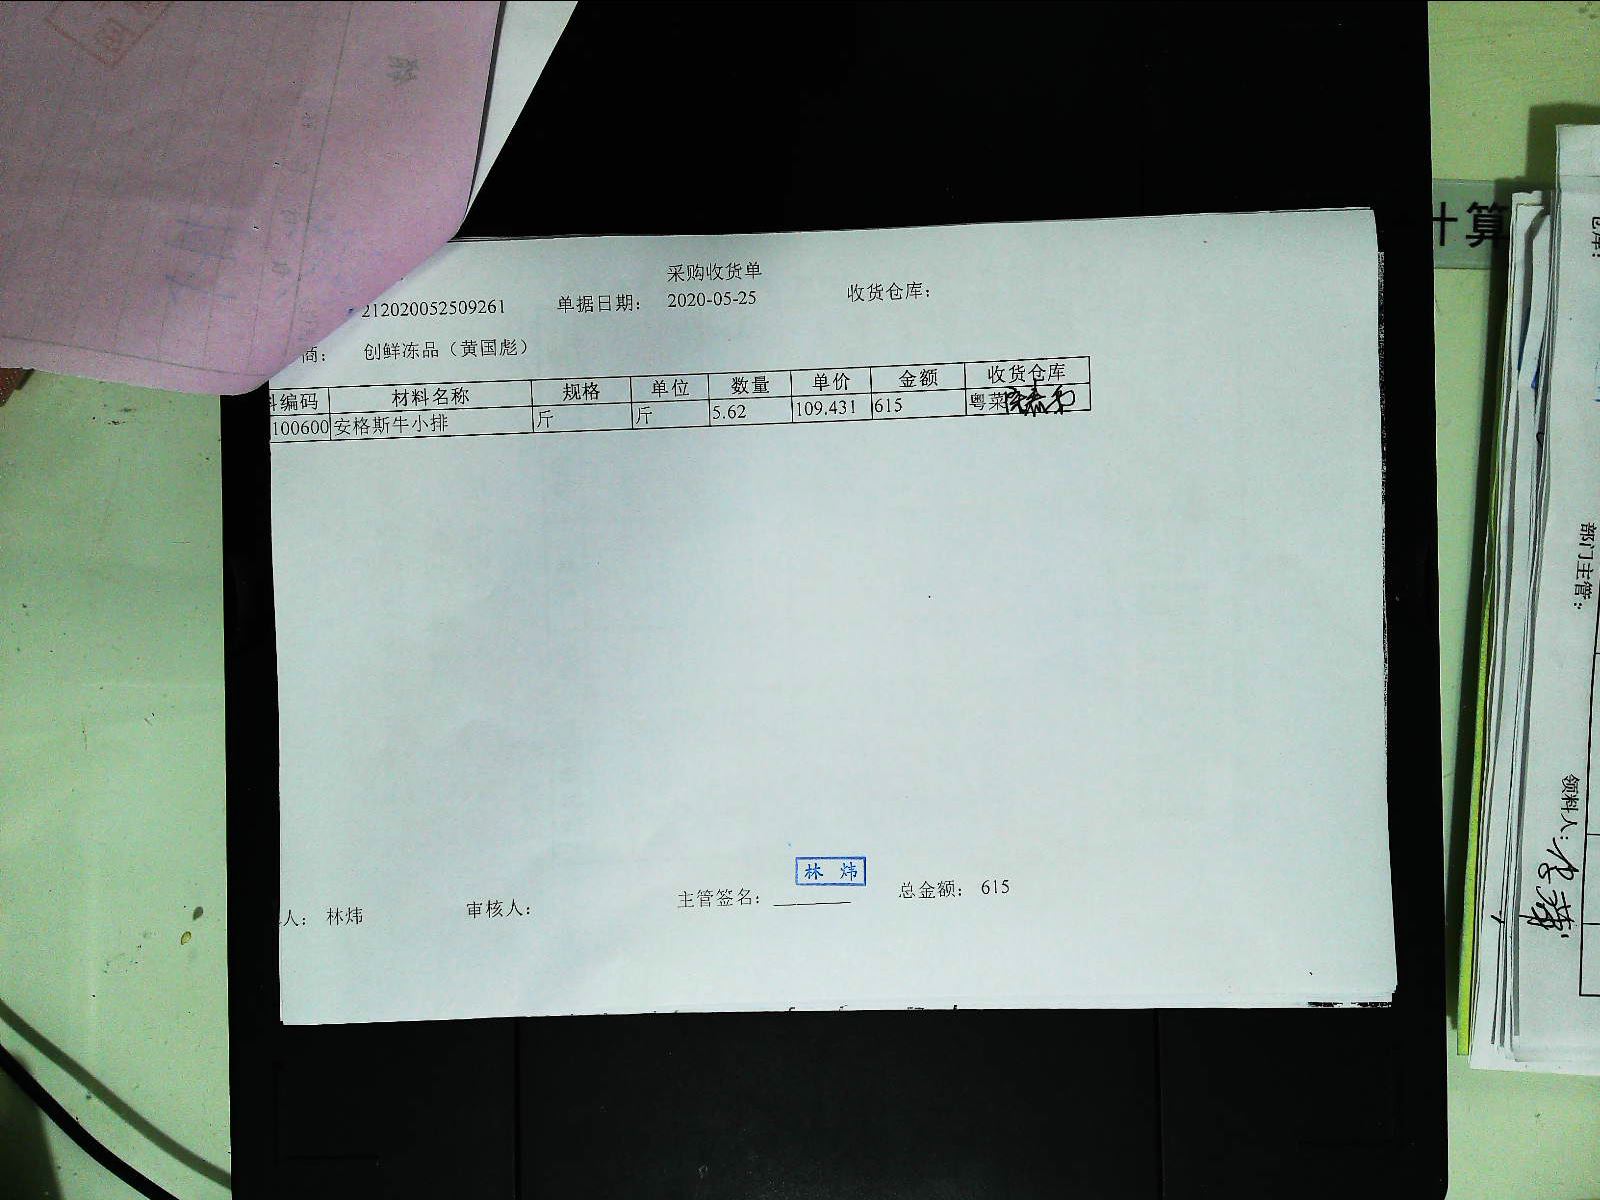 采购收货单
212020052509261 单据日期: 2020-05-25 收货仓库:
商: 创鲜冻品（黄国彪）
编码 材料名称 规格 单位 数量 单价 金额 收货仓库
100600 安格斯牛小排 斤 斤 5.62 109.431 615 粤菜
林 炜
人: 林炜 审核人: 主管签名: 总金额: 615
计算
部门主管:
领料人: